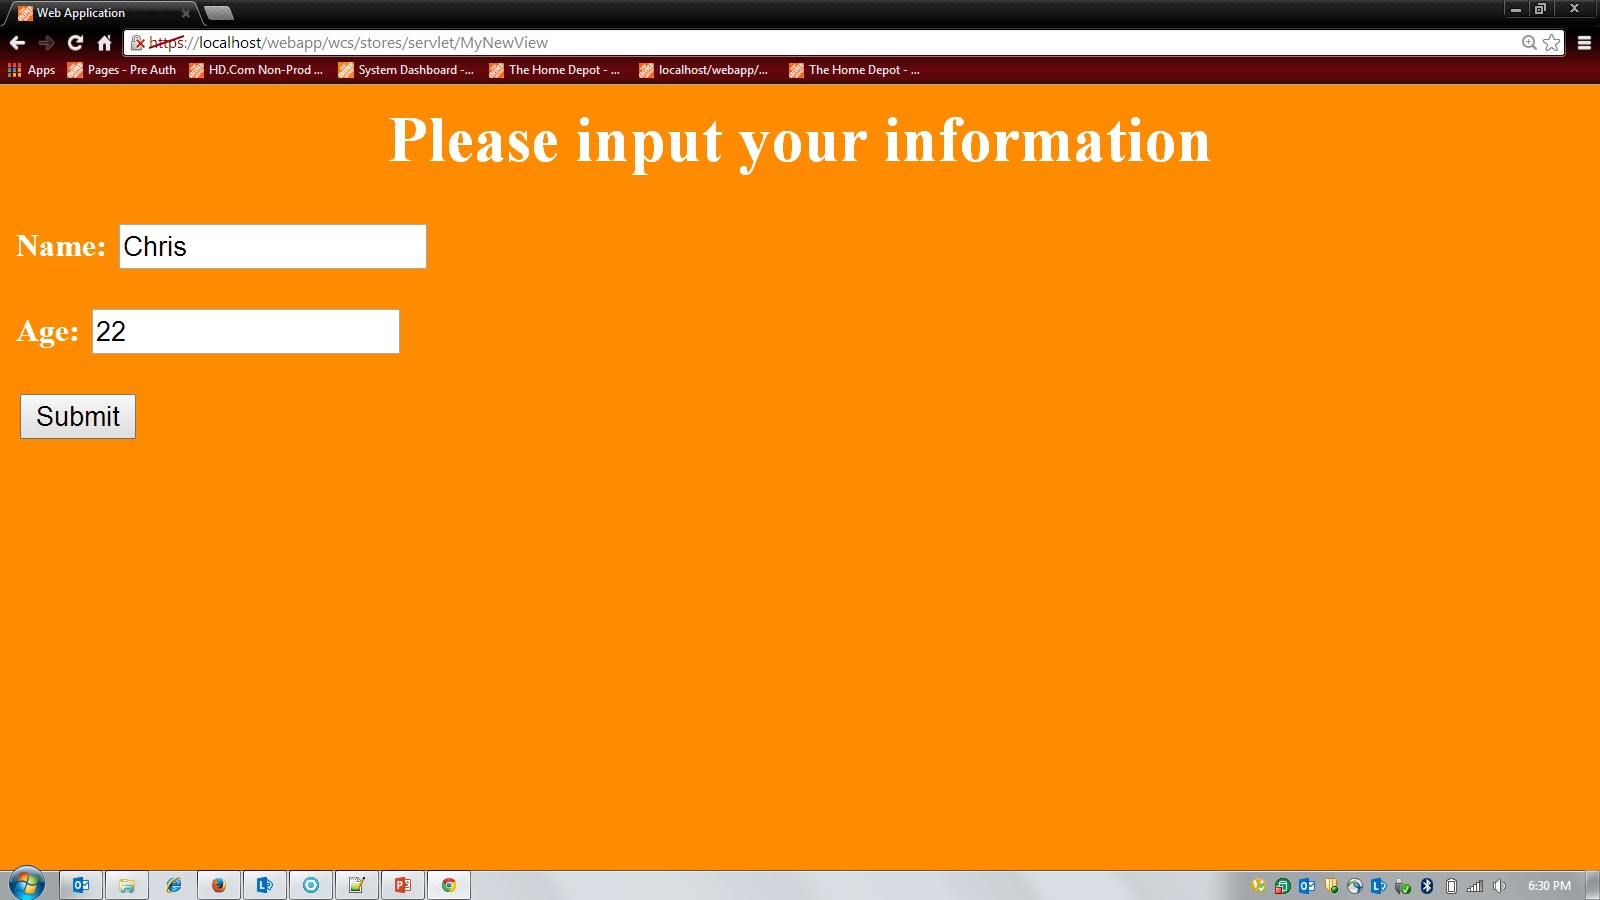 Web Application
https://localhost/webapp/wcs/stores/servlet/MyNewView
Apps Pages - Pre Auth HD.Com Non-Prod ... System Dashboard -... The Home Depot - ... localhost/webapp/... The Home Depot - ...
Please input your information
Name: Chris
Age: 22
Submit
6:30 PM